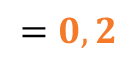 = 0,2